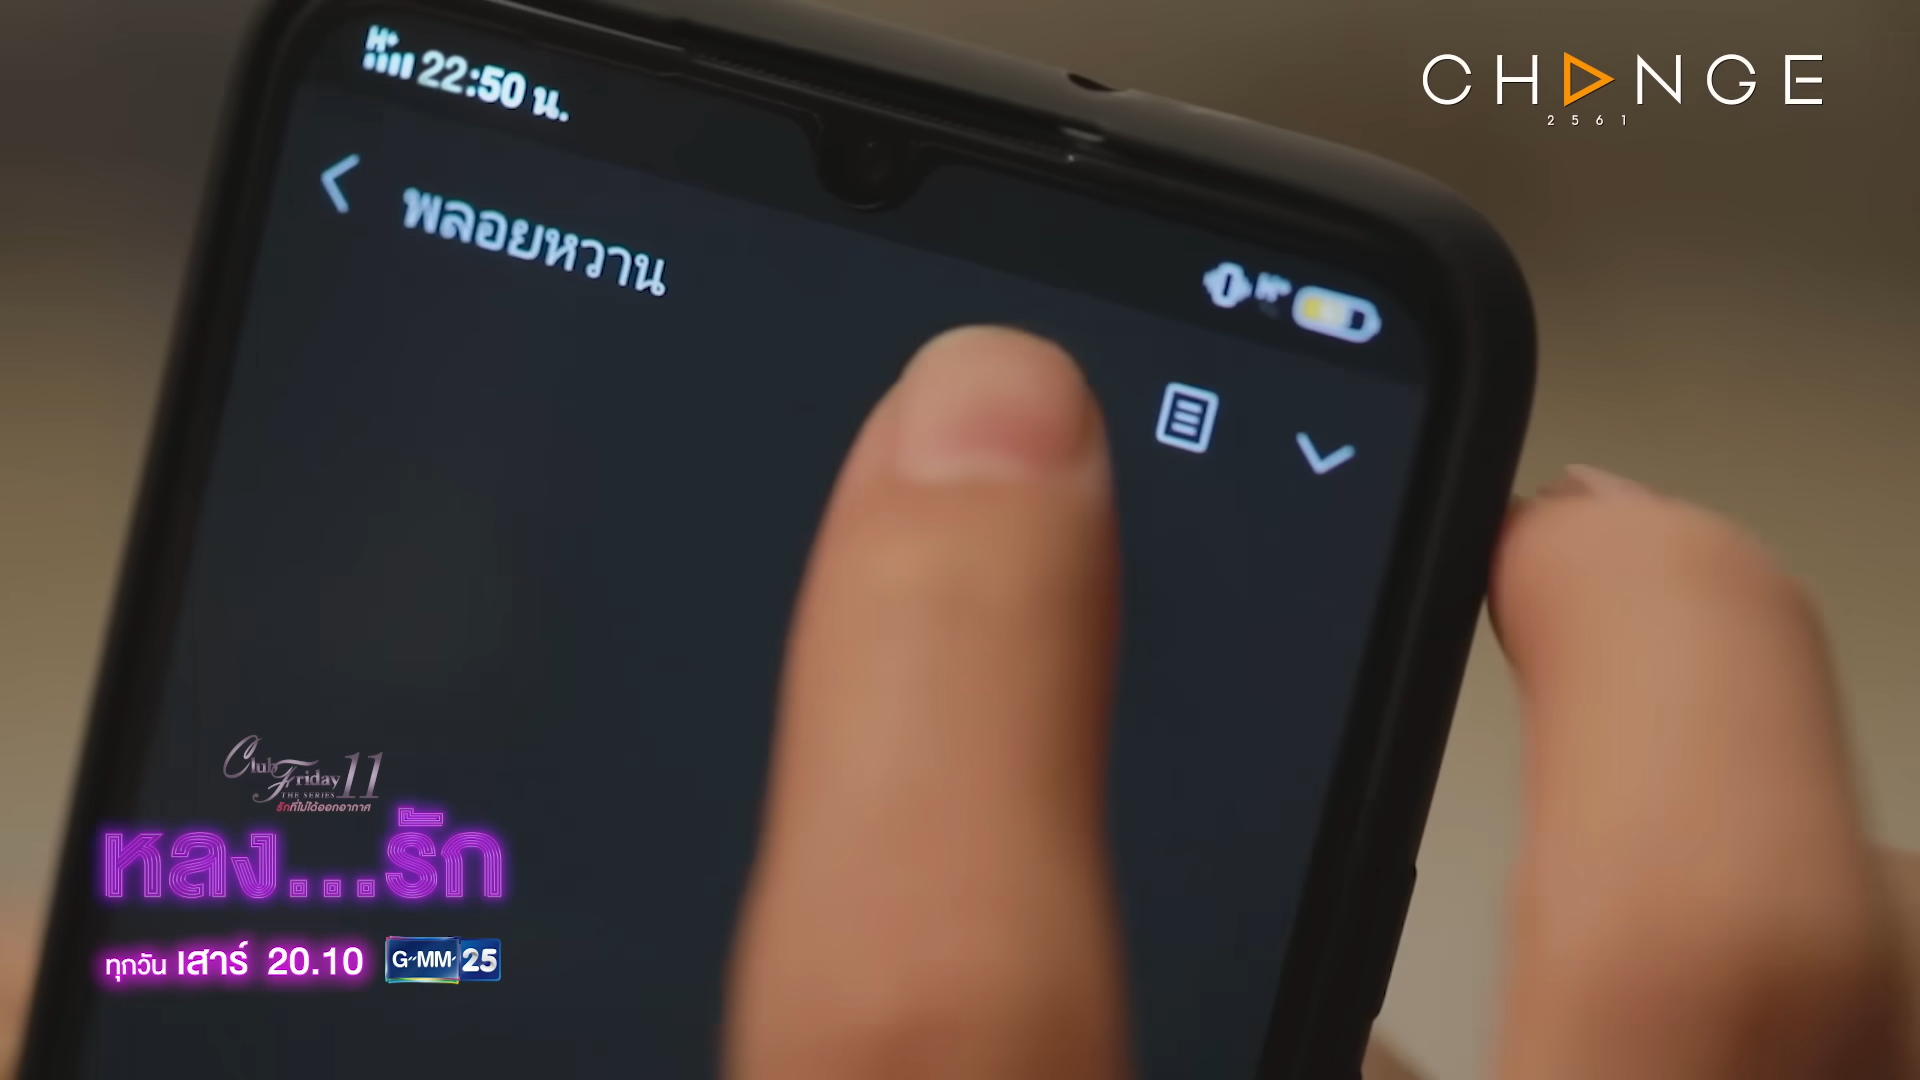 H+
22:50 น.
CHANGE
2561
พลอยหวาน
Club Friday 11
THE SERIES
รักที่ไม่ได้ออกอากาศ
หลง...รัก
ทุกวัน เสาร์ 20.10 GMM 25